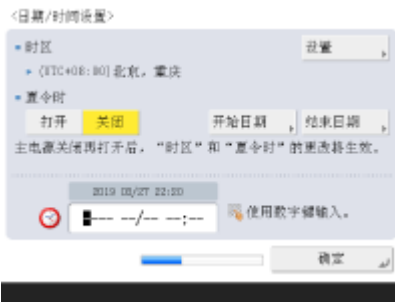 <日期/时间设置>
时区
设置
(UTC+08:00)北京，重庆
夏令时
打开
关闭
开始日期
结束日期
主电源关闭再打开后，“时区”和“夏令时”的更改将生效。
2019 08/27 22:20
---- --/-- --:--
使用数字键输入。
确定